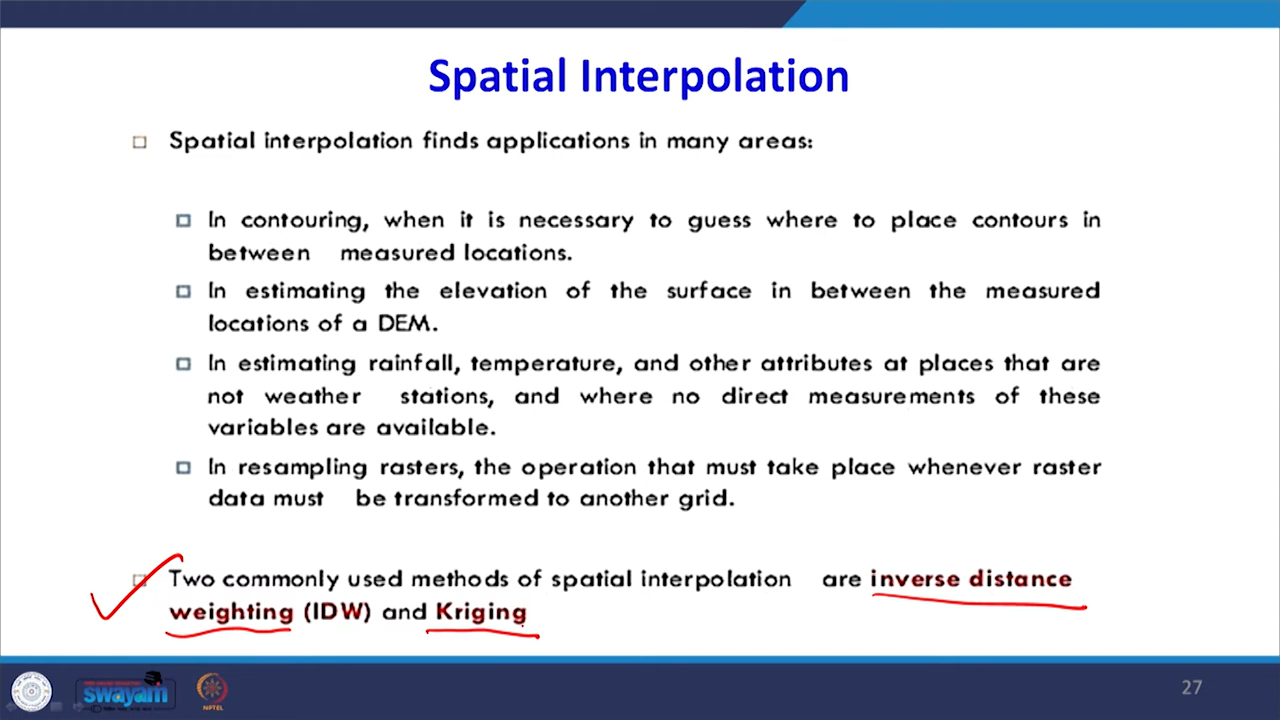 Spatial Interpolation
Spatial interpolation finds applications in many areas:
In contouring, when it is necessary to guess where to place contours in
between measured locations.
In estimating the elevation of the surface in between the measured
locations of a DEM.
In estimating rainfall, temperature, and other attributes at places that are
not weather stations, and where no direct measurements of these
variables are available.
In resampling rasters, the operation that must take place whenever raster
data must be transformed to another grid.
Two commonly used methods of spatial interpolation are inverse distance
weighting (IDW) and Kriging
swayam
NPTEL
27